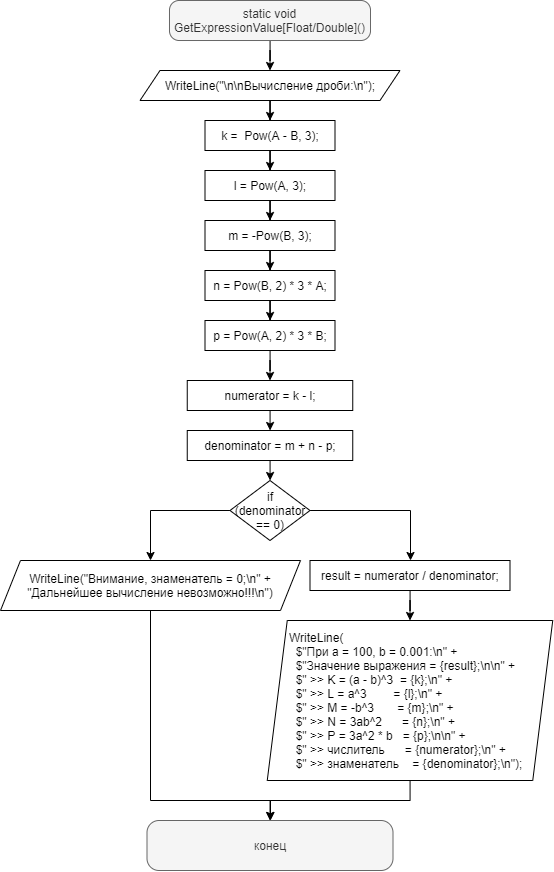 static void
GetExpressionValue[Float/Double]()
WriteLine("\n\nВычисление дроби:\n");
k =  Pow(A - B, 3);
l = Pow(A, 3);
m = -Pow(B, 3);
n = Pow(B, 2) * 3 * A;
p = Pow(A, 2) * 3 * B;
numerator = k - l;
denominator = m + n - p;
if
(denominator
== 0)
WriteLine("Внимание, знаменатель = 0;\n" +
"Дальнейшее вычисление невозможно!!!\n")
result = numerator / denominator;
WriteLine(
$"При a = 100, b = 0.001:\n" +
$"Значение выражения = {result};\n\n" +
$" >> K = (a - b)^3  = {k};\n" +
$" >> L = a^3        = {l};\n" +
$" >> M = -b^3       = {m};\n" +
$" >> N = 3ab^2      = {n};\n" +
$" >> P = 3a^2 * b   = {p};\n\n" +
$" >> числитель      = {numerator};\n" +
$" >> знаменатель    = {denominator};\n");
конец